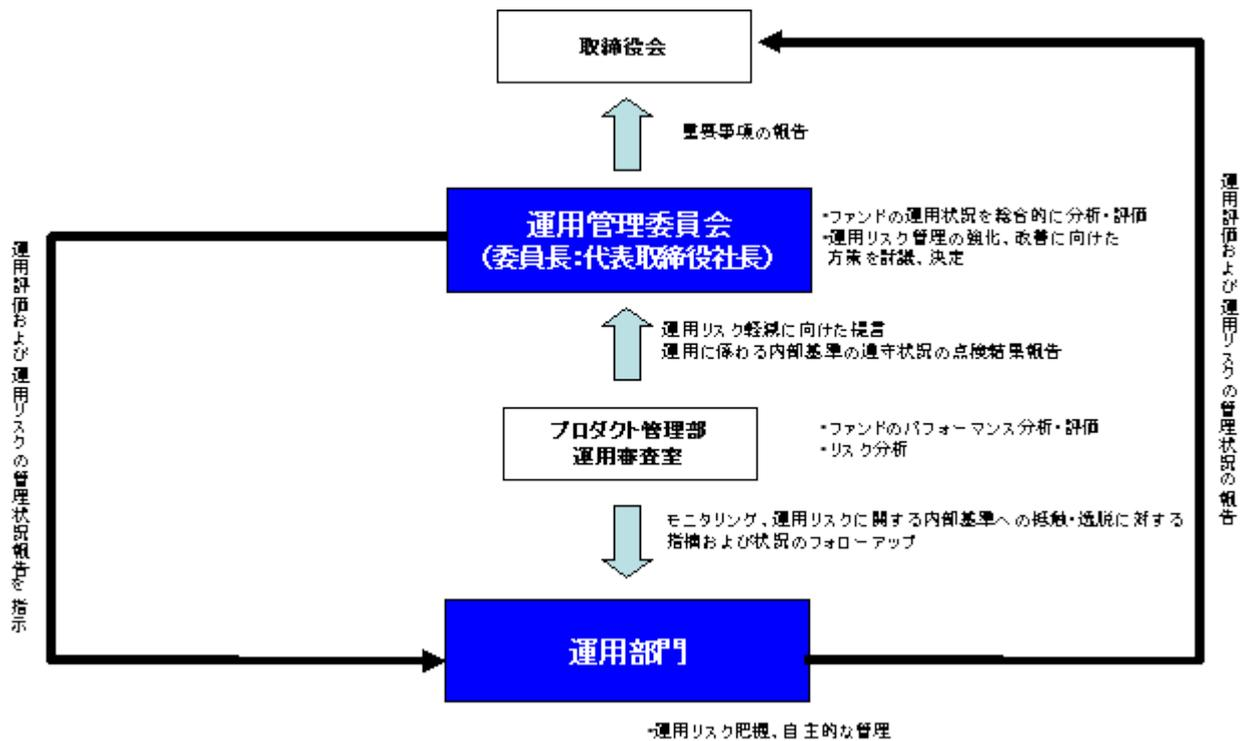 取締役会
重要事項の報告
運用管理委員会
(委員長:代表取締役社長)
・ファンドの運用状況を総合的に分析・評価
・運用リスク管理の強化、改善に向けた
方策を討議、決定
運用リスク軽減に向けた提言
運用に係わる内部基準の遵守状況の点検結果報告
プロダクト管理部
運用審査室
・ファンドのパフォーマンス分析・評価
・リスク分析
モニタリング、運用リスクに関する内部基準への抵触・逸脱に対する
指摘および状況のフォローアップ
運用部門
・運用リスク把握、自主的な管理
運用評価および運用リスクの管理状況報告を指示
運用評価および運用リスクの管理状況の報告